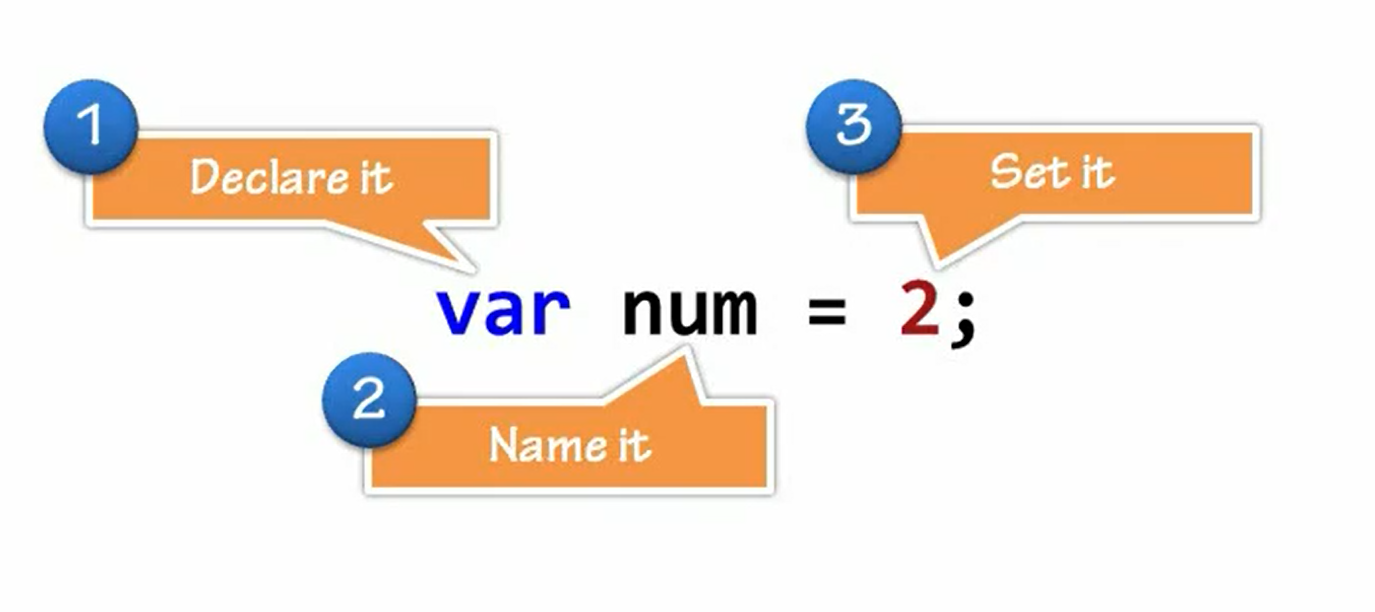 1
Declare it
3
Set it
var num = 2;
2
Name it